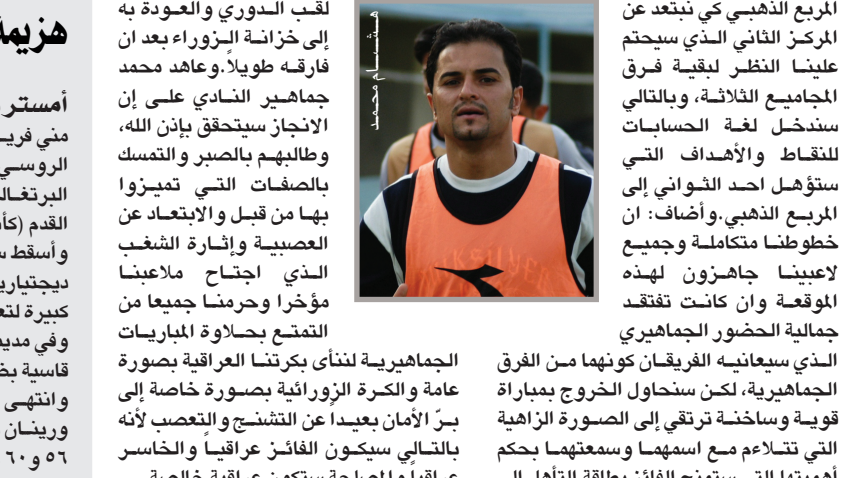 المربع الذهبي كي نبتعد عن
المركز الثاني الذي سيحتم
علينا النظر لبقية فرق
المجاميع الثلاثة، وبالتالي
سندخل لغة الحسابات
للنقاط والأهداف التي
ستؤهل احد الثواني إلى
المربع الذهبي.وأضاف: ان
خطوطنا متكاملة وجميع
لاعبينا جاهزون لهذه
الموقعة وان كانت تفتقد
جمالية الحضور الجماهيري
الذي سيعانيه الفريقان كونهما من الفرق
الجماهيرية، لكن سنحاول الخروج بمباراة
قوية وساخنة ترتقي إلى الصورة الزاهية
التي تتلاءم مع اسمهما وسمعتهما بحكم
هشام محمد
لقب الدوري والعودة به
إلى خزانة الزوراء بعد ان
فارقه طويلاً.وعاهد محمد
جماهير النادي على إن
الانجاز سيتحقق بإذن الله،
وطالبهم بالصبر والتمسك
بالصفات التي تميزوا
بها من قبل والابتعاد عن
العصبية وإثارة الشغب
الذي اجتاح ملاعبنا
مؤخرا وحرمنا جميعا من
التمتع بحلاوة المباريات
الجماهيرية لننأى بكرتنا العراقية بصورة
عامة والكرة الزورائية بصورة خاصة إلى
برّ الأمان بعيداً عن التشنج والتعصب لأنه
بالتالي سيكون الفائز عراقياً والخاسر
هزيمة
أمستر
مني فريـ
الروسي
البرتغالـ
القدم (كأ
وأسقط س
ديجتياري
كبيرة لتع
وفي مدي
قاسية بض
وانتهى
ورينان
٥٦ و٦٠